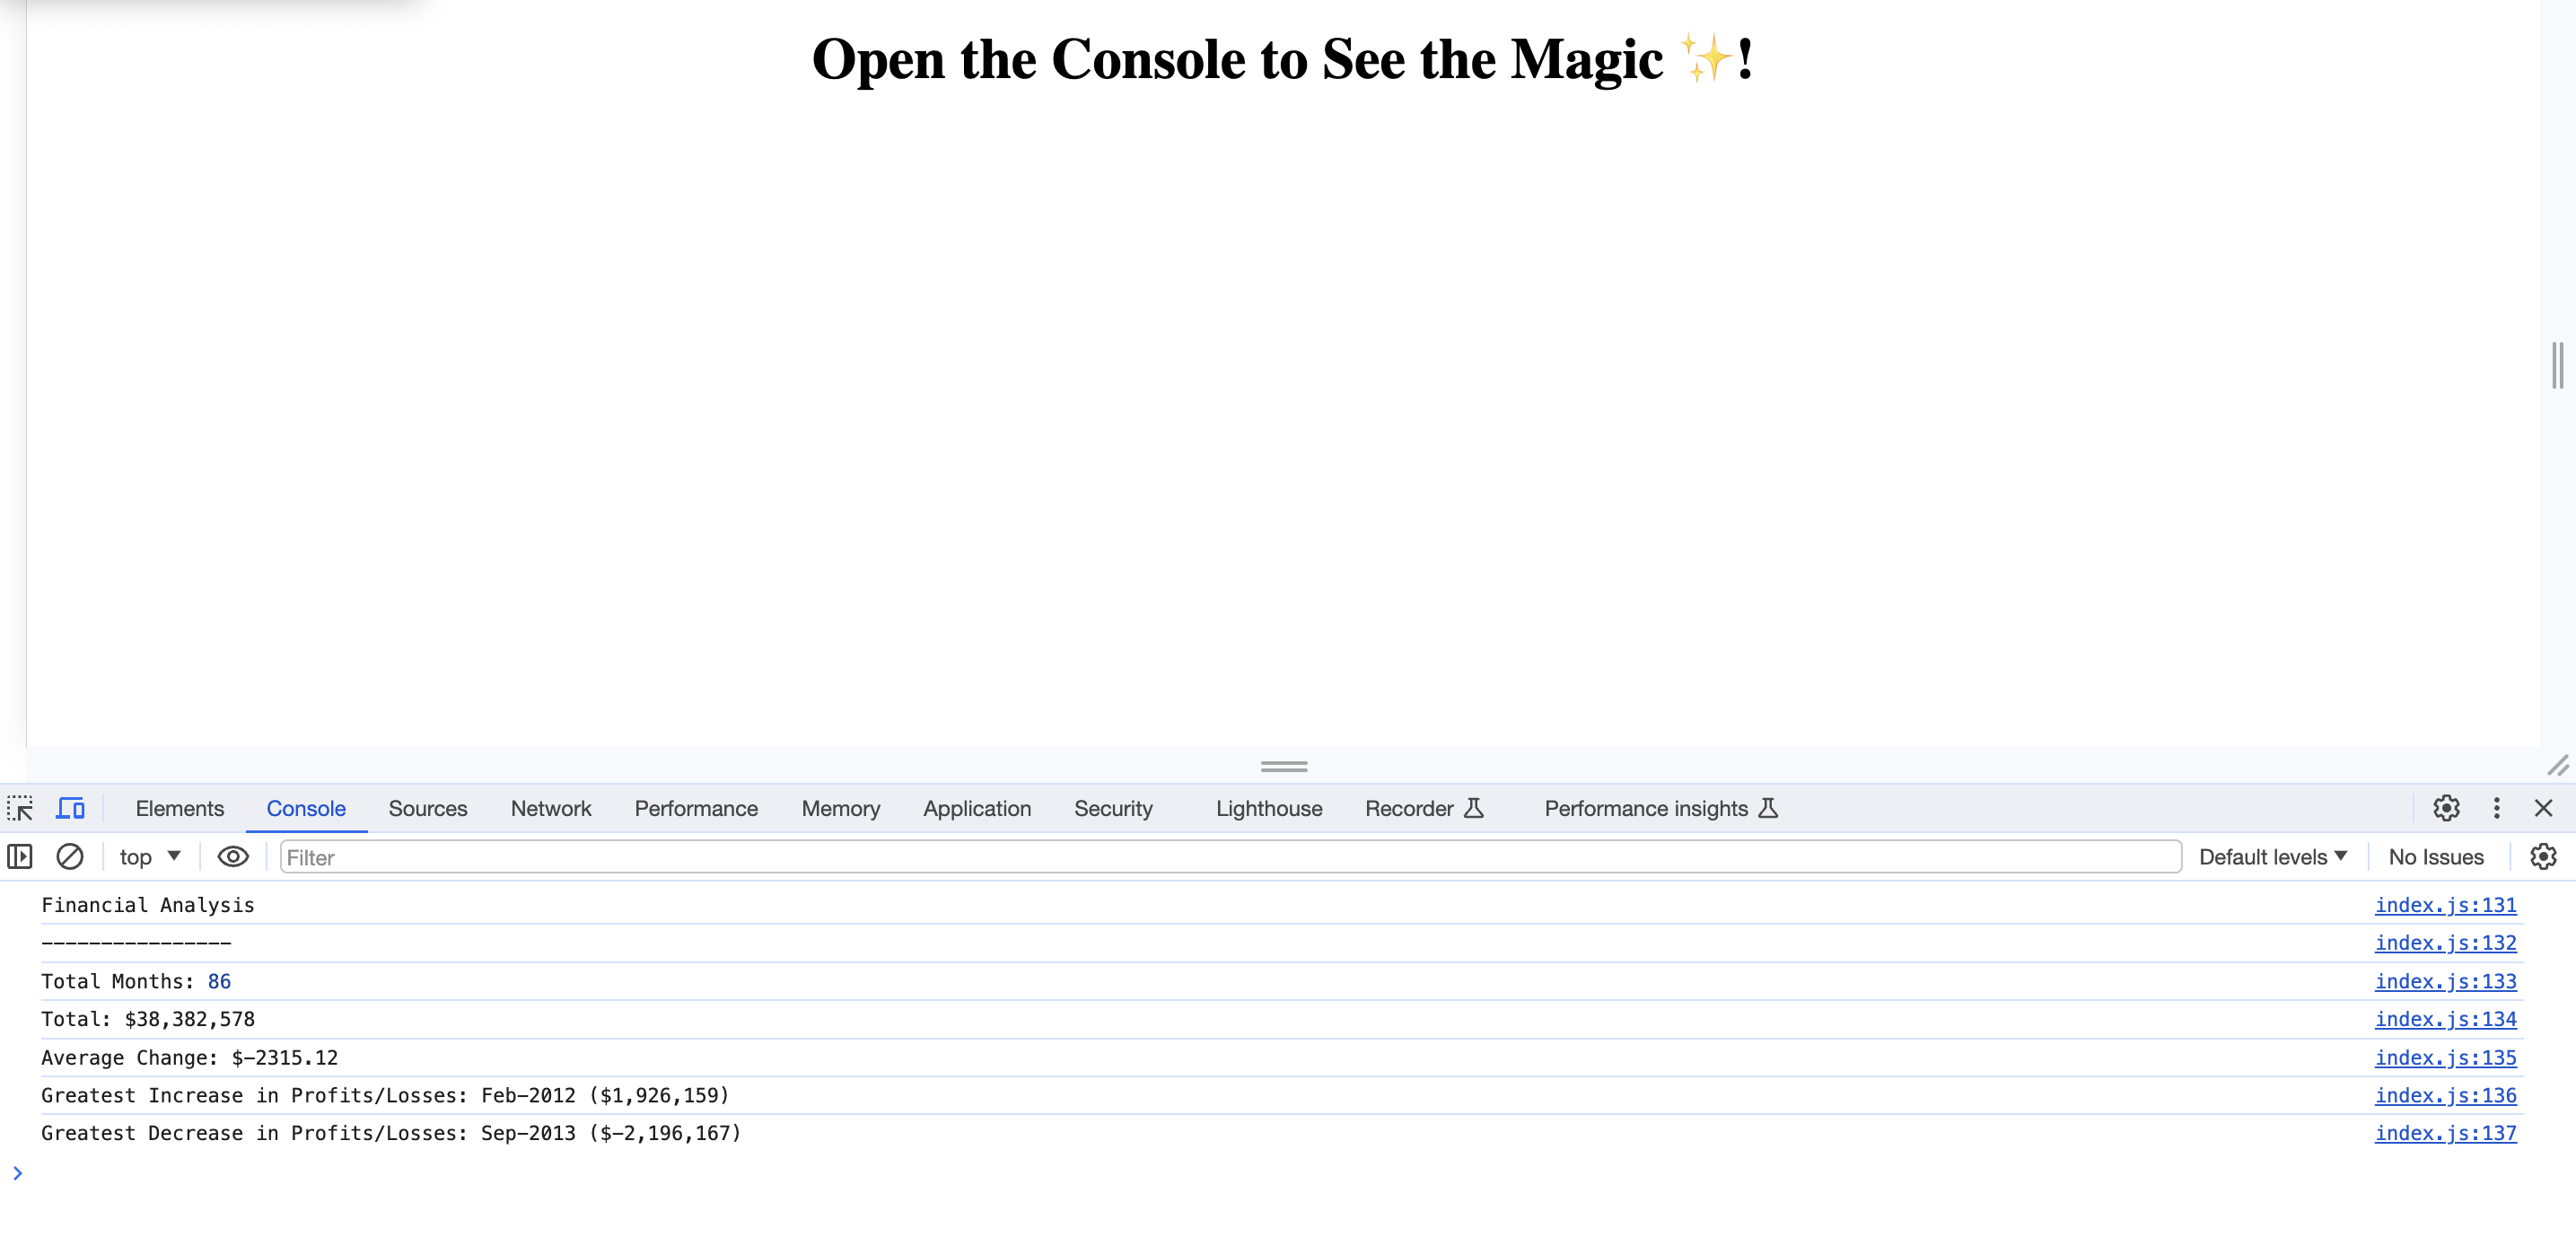 Open the Console to See the Magic ✨!
Elements Console Sources Network Performance Memory Application Security Lighthouse Recorder Performance insights
top Filter Default levels No Issues
Financial Analysis index.js:131
---------------- index.js:132
Total Months: 86 index.js:133
Total: $38,382,578 index.js:134
Average Change: $-2315.12 index.js:135
Greatest Increase in Profits/Losses: Feb-2012 ($1,926,159) index.js:136
Greatest Decrease in Profits/Losses: Sep-2013 ($-2,196,167) index.js:137